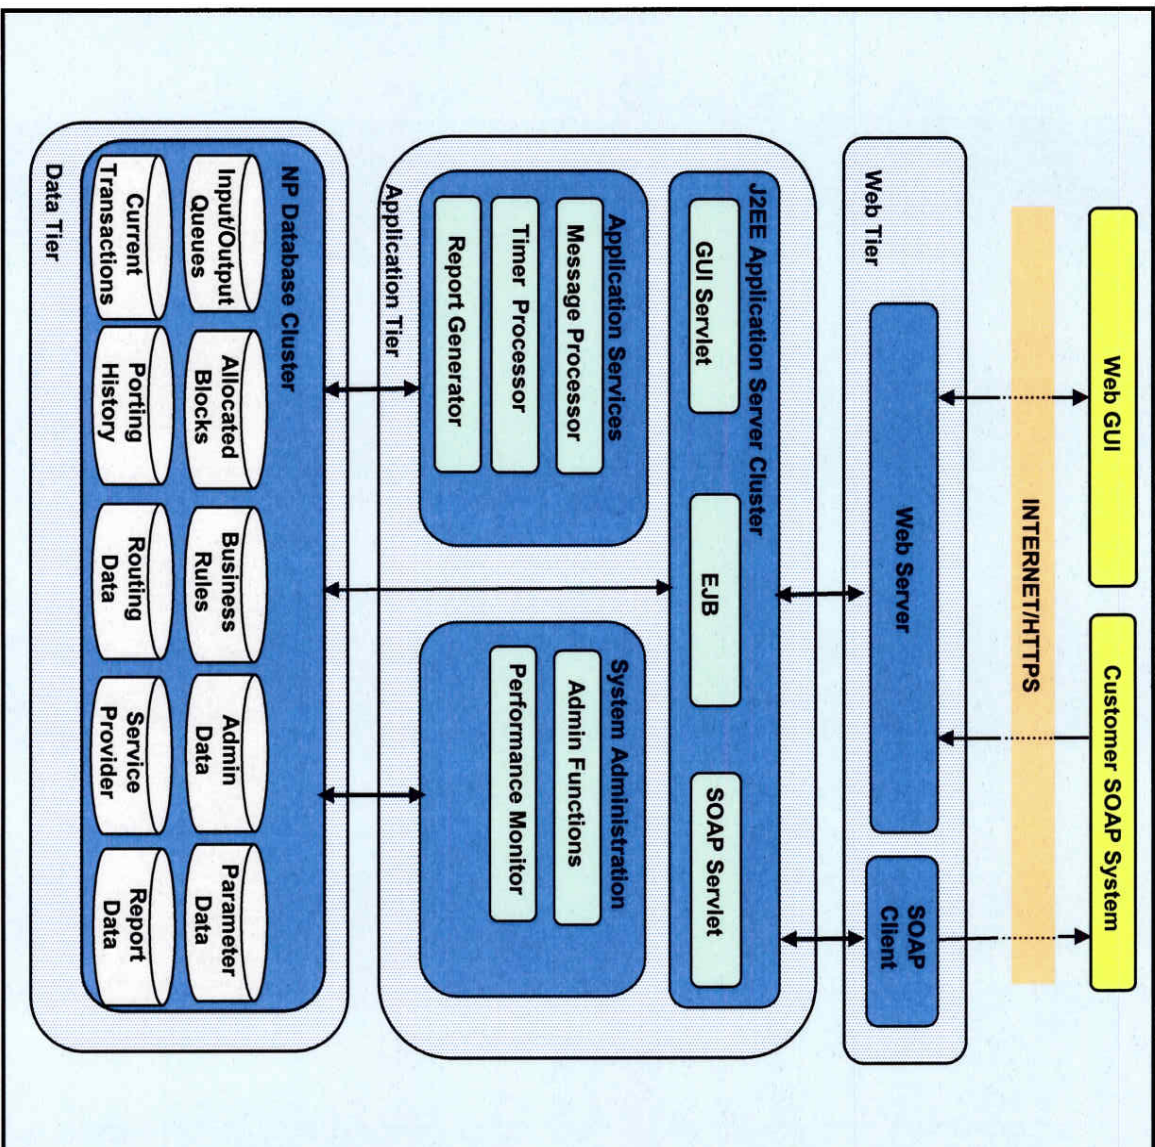 Web GUI
Customer SOAP System
INTERNET/HTTPS
Web Tier
Web Server
SOAP
Client
J2EE Application Server Cluster
GUI Servlet
EJB
SOAP Servlet
Application Services
Message Processor
Timer Processor
Report Generator
System Administration
Admin Functions
Performance Monitor
Application Tier
NP Database Cluster
Input/Output
Queues
Allocated
Blocks
Business
Rules
Admin
Data
Parameter
Data
Current
Transactions
Porting
History
Routing
Data
Service
Provider
Report
Data
Data Tier